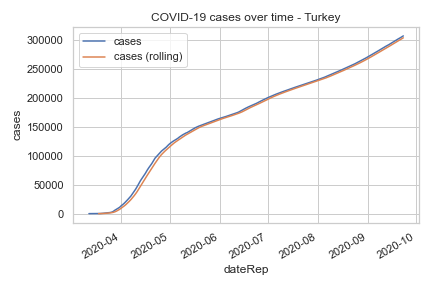 COVID-19 cases over time - Turkey
cases
cases (rolling)
300000
250000
200000
150000
100000
50000
0
cases
2020-04
2020-05
2020-06
2020-07
2020-08
2020-09
2020-10
dateRep